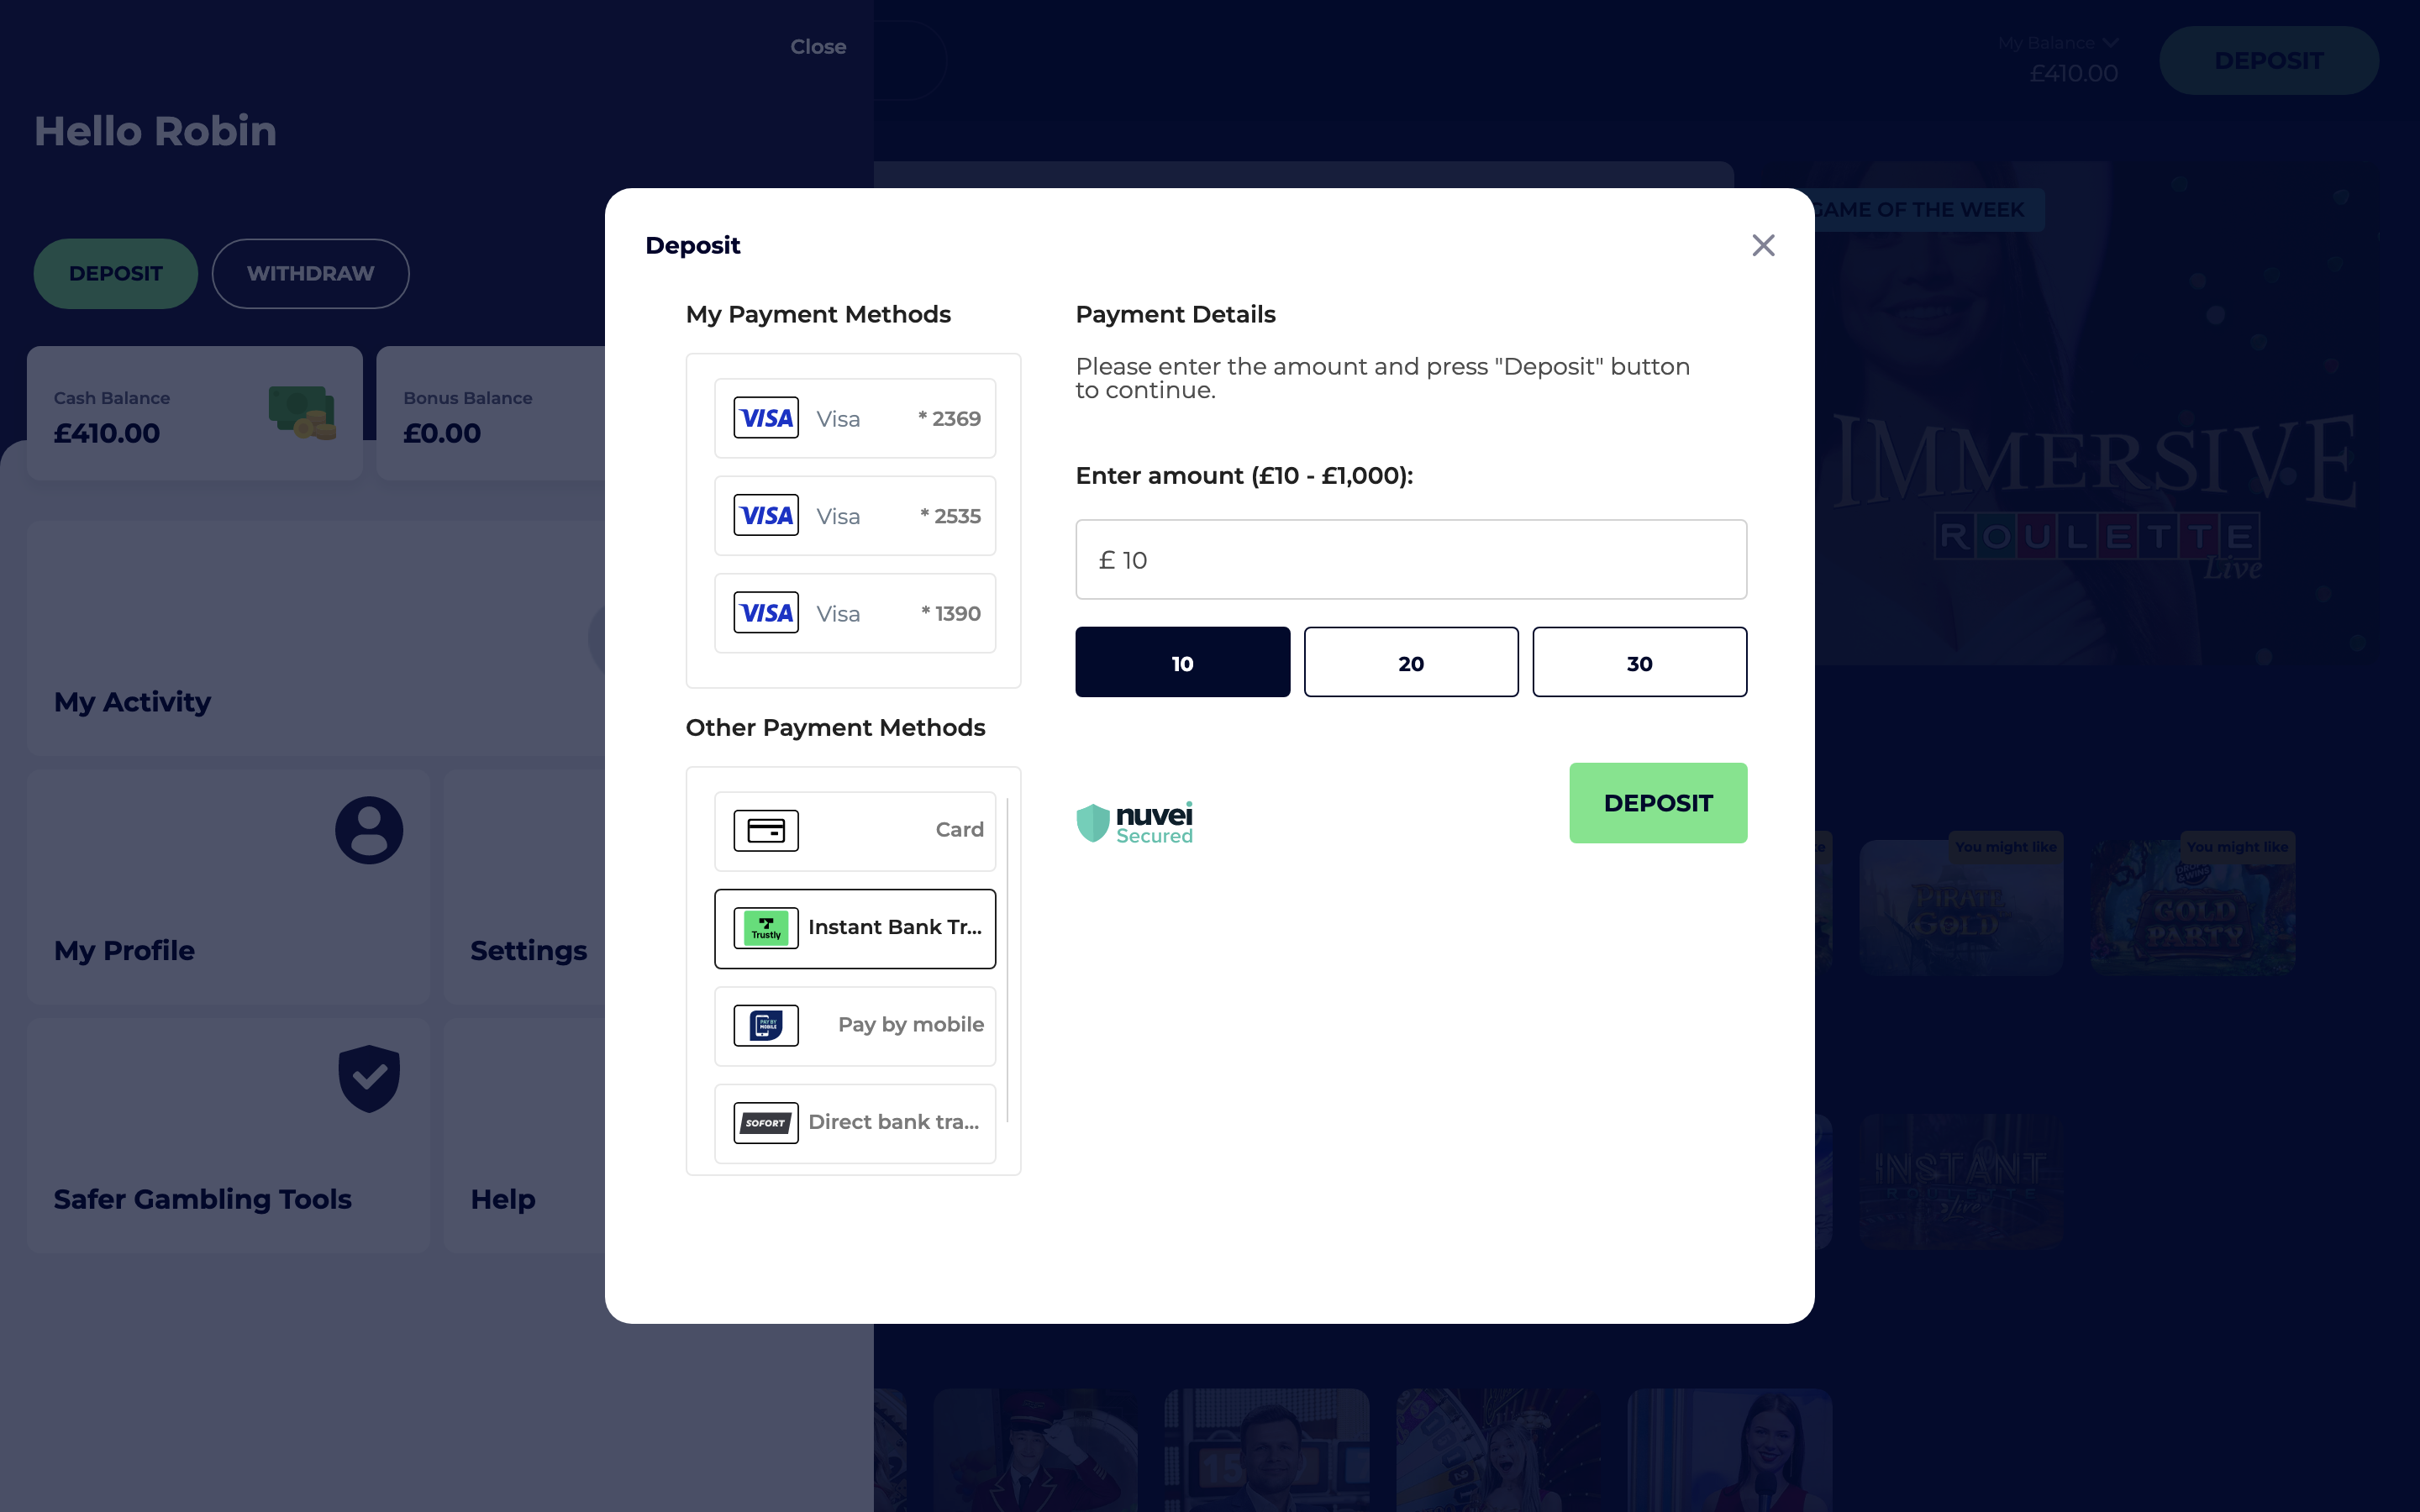 Close
My Balance
£410.00
DEPOSIT
Hello Robin
DEPOSIT
WITHDRAW
Cash Balance
£410.00
Bonus Balance
£0.00
My Activity
My Profile
Settings
Safer Gambling Tools
Help
Deposit
My Payment Methods
VISA Visa * 2369
VISA Visa * 2535
VISA Visa * 1390
Other Payment Methods
Card
Trustly Instant Bank Tr...
PAY BY MOBILE Pay by mobile
SOFORT Direct bank tra...
Payment Details
Please enter the amount and press "Deposit" button
to continue.
Enter amount (£10 - £1,000):
£ 10
10
20
30
nuvei
Secured
DEPOSIT
GAME OF THE WEEK
IMMERSIVE
ROULETTE
Live
You might like
PIRATE
GOLD
You might like
GOLD
PARTY
INSTANT
ROULETTE
Live